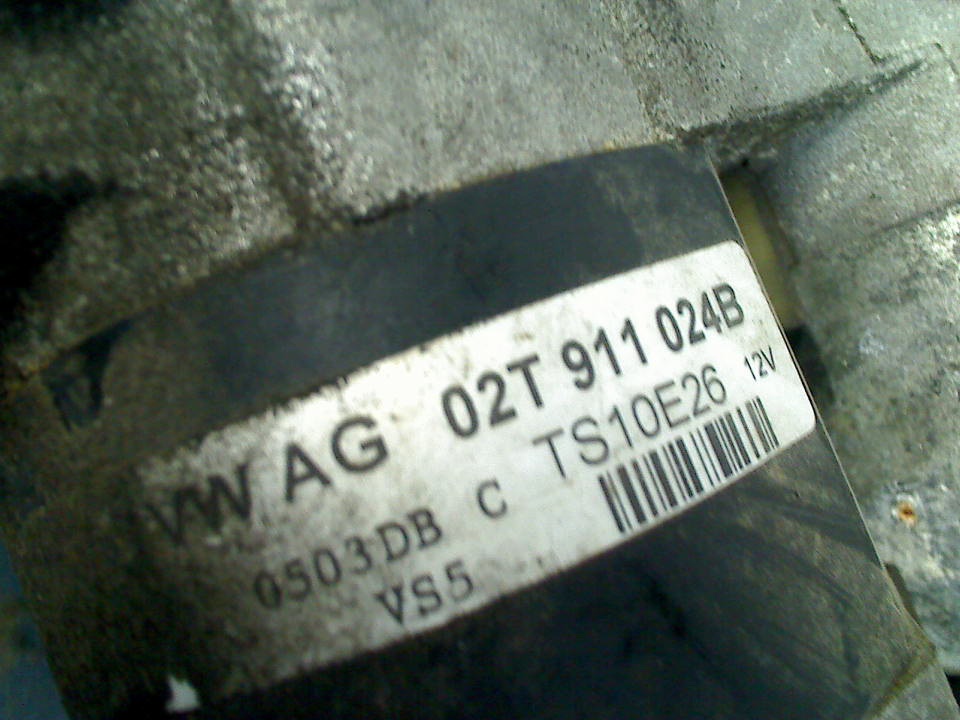 VW AG 02T 911 024B
TS10E26 12V
0503DB C
VS5